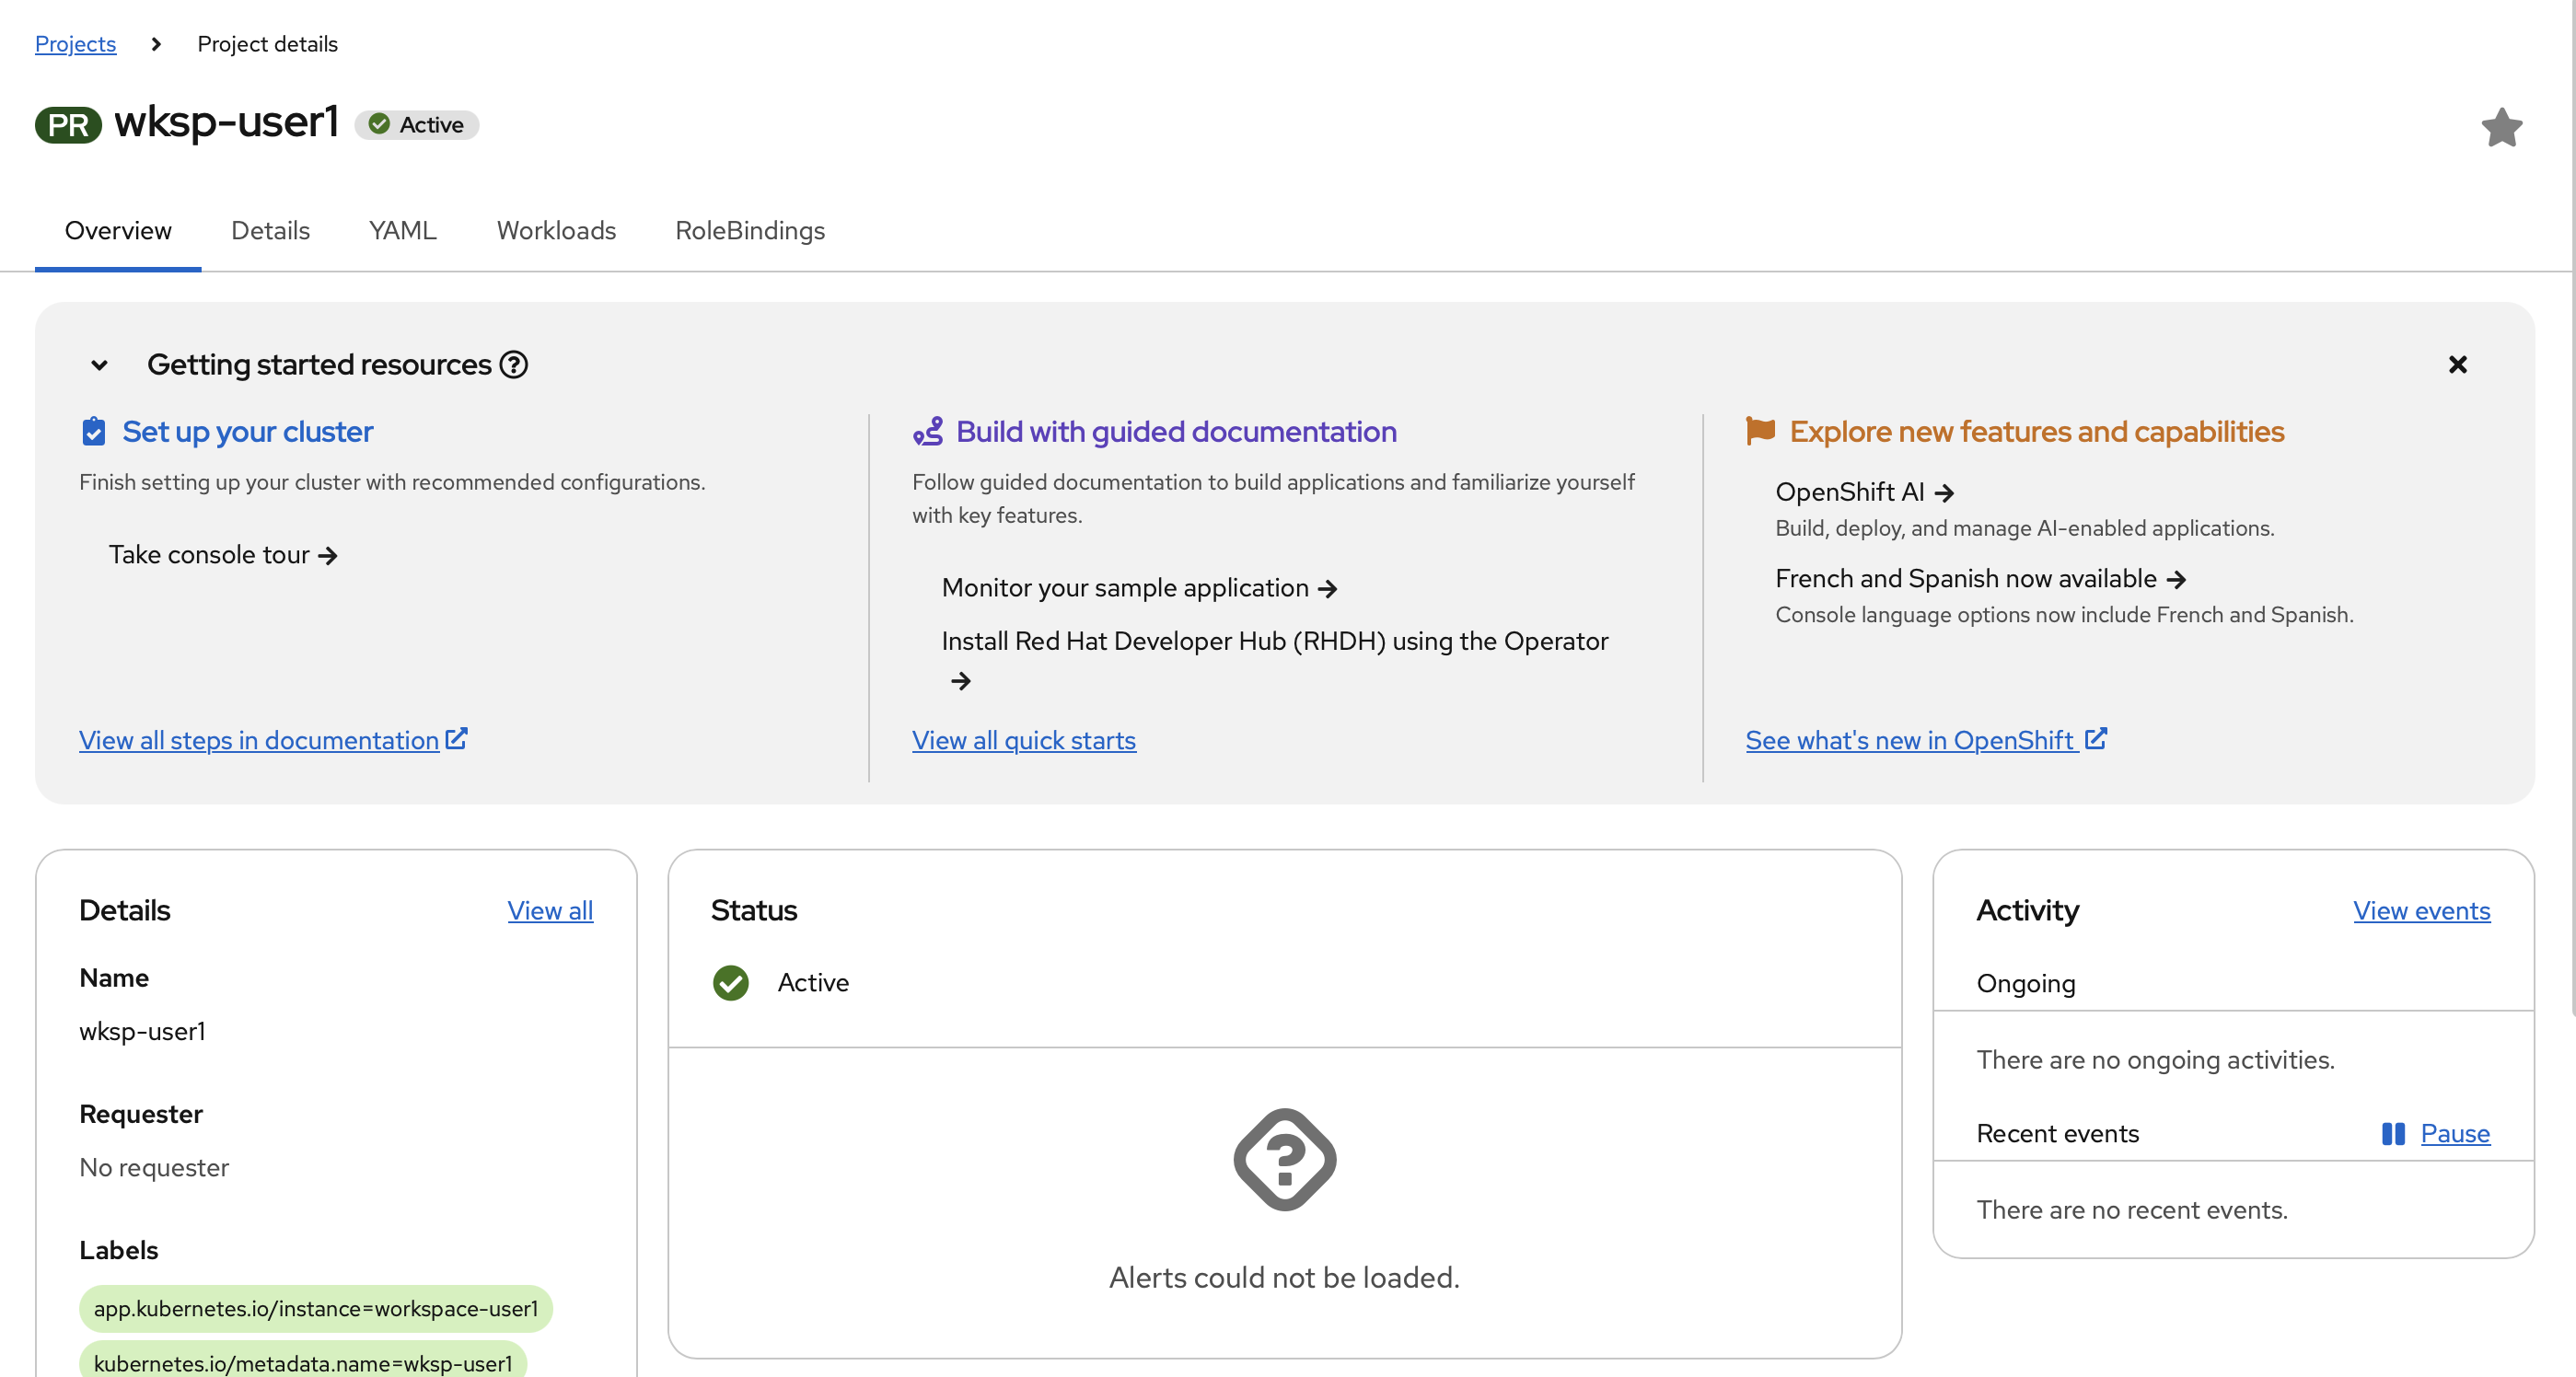 Projects > Project details
PR wksp-user1 Active
Overview Details YAML Workloads RoleBindings
Getting started resources
Set up your cluster
Finish setting up your cluster with recommended configurations.
Take console tour →
View all steps in documentation
Build with guided documentation
Follow guided documentation to build applications and familiarize yourself
with key features.
Monitor your sample application →
Install Red Hat Developer Hub (RHDH) using the Operator
→
View all quick starts
Explore new features and capabilities
OpenShift AI →
Build, deploy, and manage AI-enabled applications.
French and Spanish now available →
Console language options now include French and Spanish.
See what's new in OpenShift
Details View all
Name
wksp-user1
Requester
No requester
Labels
app.kubernetes.io/instance=workspace-user1
kubernetes.io/metadata.name=wksp-user1
Status
Active
Alerts could not be loaded.
Activity View events
Ongoing
There are no ongoing activities.
Recent events Pause
There are no recent events.